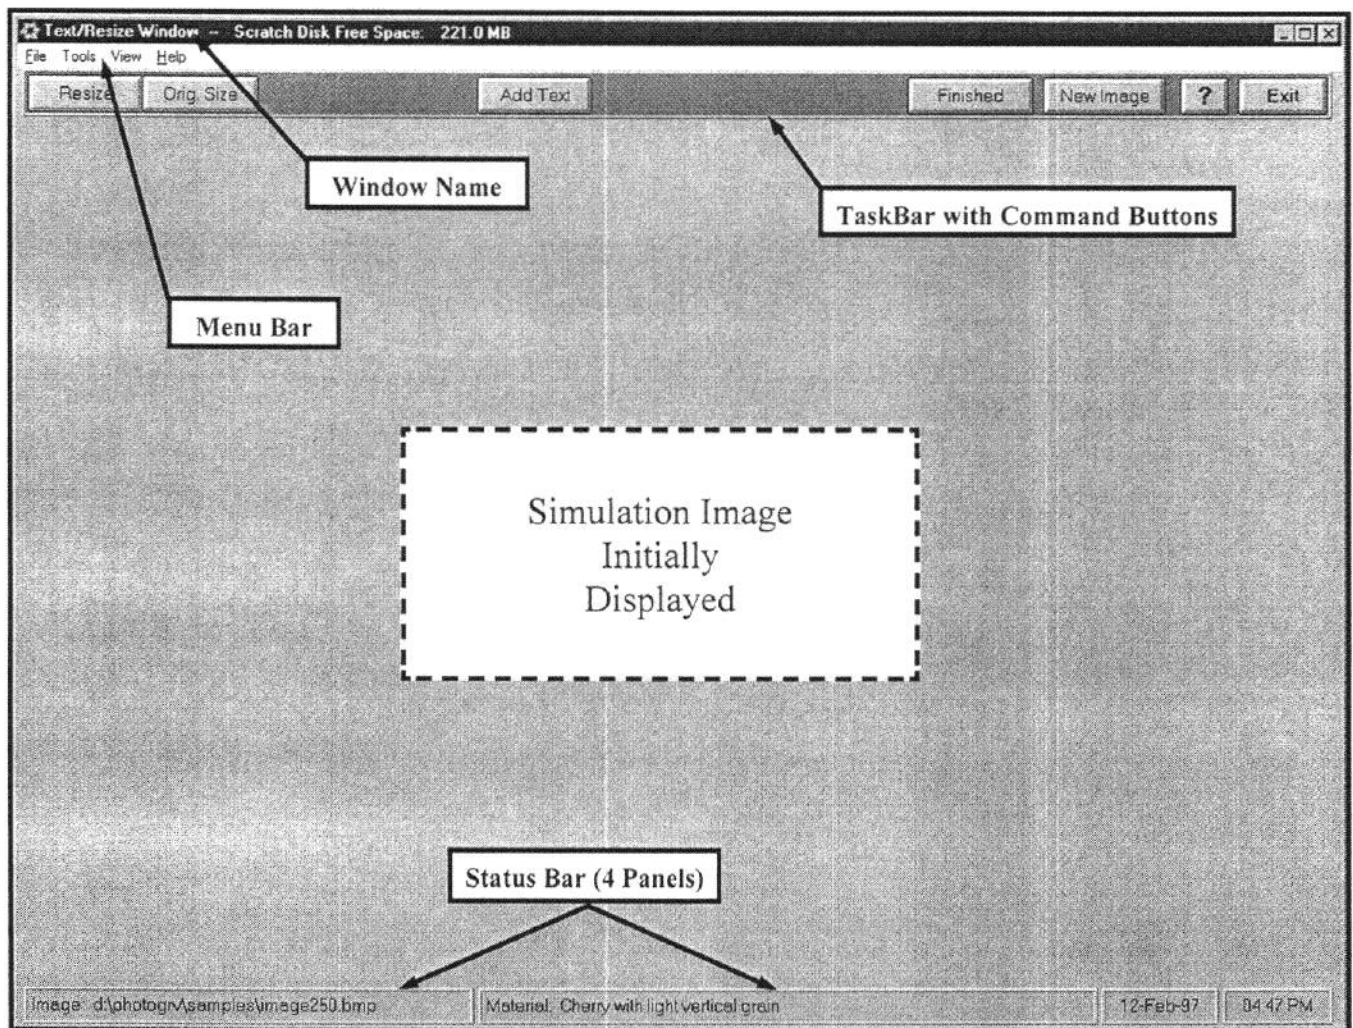 Text/Resize Window -- Scratch Disk Free Space: 221.0 MB
File Tools View Help
Resize Orig. Size Add Text Finished New Image ? Exit
Window Name
TaskBar with Command Buttons
Menu Bar
Simulation Image
Initially
Displayed
Status Bar (4 Panels)
Image: d:\photogrv\samples\image250.bmp Material: Cherry with light vertical grain 12-Feb-97 04:47 PM